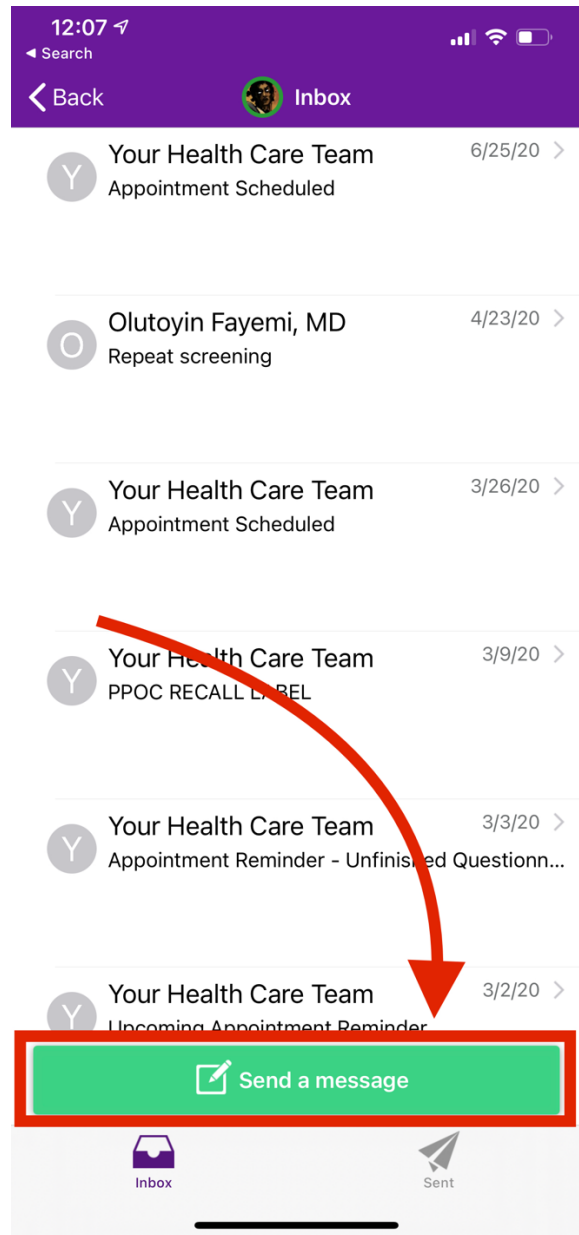 12:07
◀ Search
Back
Inbox
Y
Your Health Care Team
6/25/20
Appointment Scheduled
O
Olutoyin Fayemi, MD
4/23/20
Repeat screening
Y
Your Health Care Team
3/26/20
Appointment Scheduled
Y
Your Health Care Team
3/9/20
PPOC RECALL LABEL
Y
Your Health Care Team
3/3/20
Appointment Reminder - Unfinished Questionn...
Y
Your Health Care Team
3/2/20
Upcoming Appointment Reminder
Send a message
Inbox
Sent